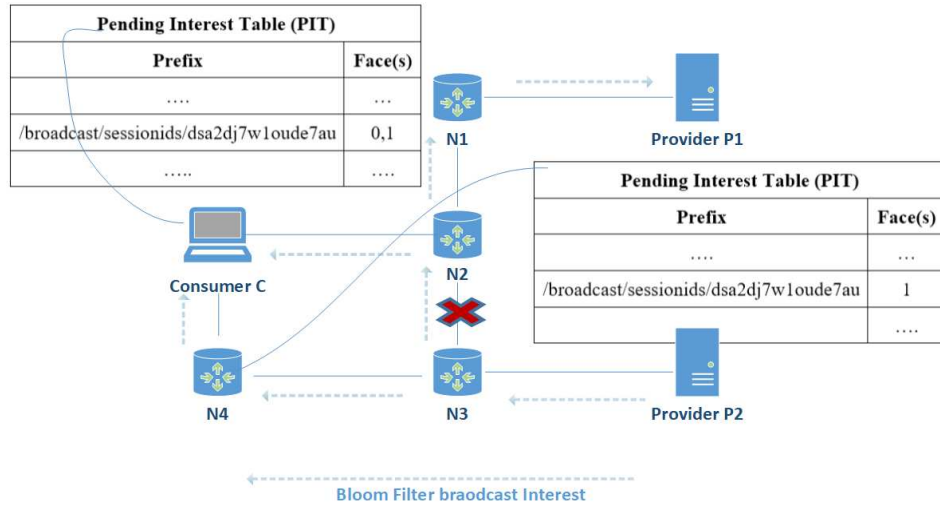 Pending Interest Table (PIT)
Prefix Face(s)
.... ...
/broadcast/sessionids/dsa2dj7w1oude7au 0,1
..... ....
N1
Provider P1
Pending Interest Table (PIT)
Prefix Face(s)
.... ...
/broadcast/sessionids/dsa2dj7w1oude7au 1
....
Consumer C
N2
N4
N3
Provider P2
Bloom Filter braodcast Interest